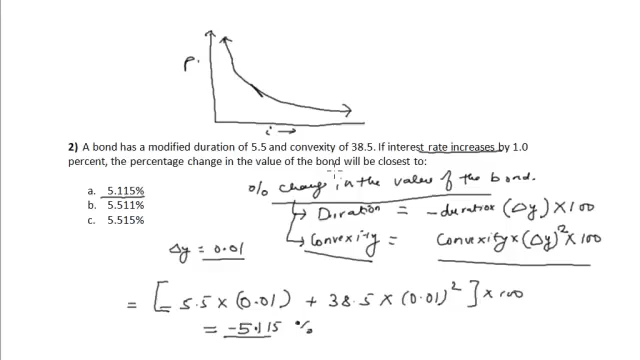 P.
i →
2) A bond has a modified duration of 5.5 and convexity of 38.5. If interest rate increases by 1.0
percent, the percentage change in the value of the bond will be closest to:
a. 5.115%
b. 5.511%
c. 5.515%
% change in the value of the bond.
→ Duration = -duration (Δy) × 100
→ Convexity = Convexity × (Δy)² × 100
Δy = 0.01
= [- 5.5 × (0.01) + 38.5 × (0.01)²] × 100
= -5.115 %